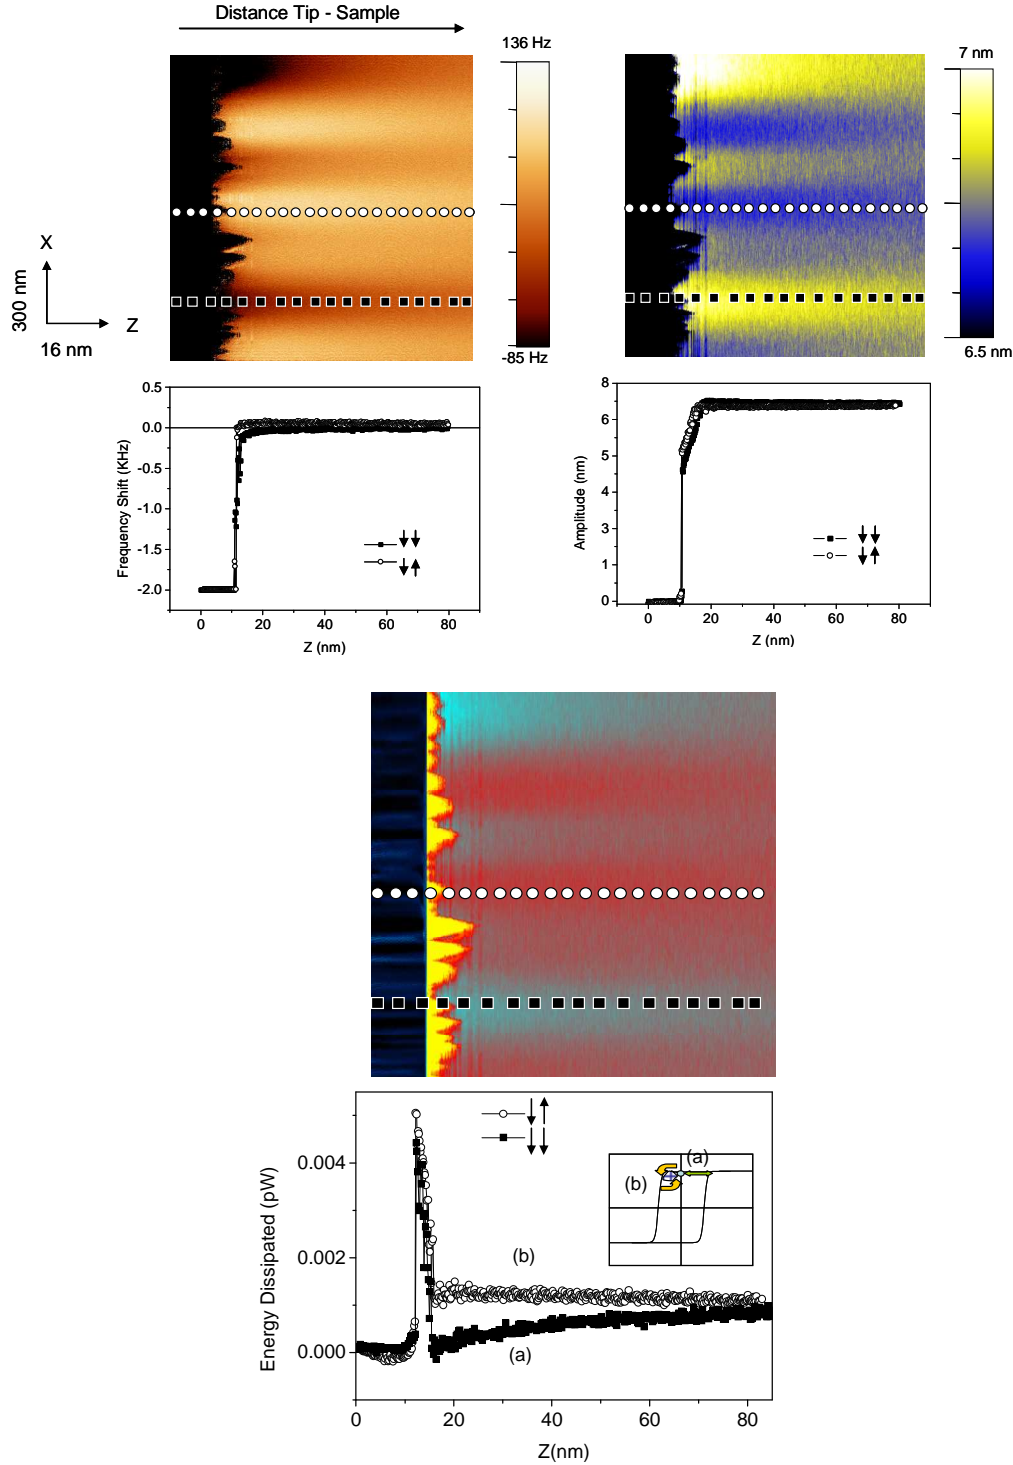 Distance Tip - Sample
136 Hz
-85 Hz
7 nm
6.5 nm
X
300 nm
Z
16 nm
0.5
0.0
-0.5
-1.0
-1.5
-2.0
Frequency Shift (KHz)
0 20 40 60 80
Z (nm)
8
7
5
4
3
1
0
Amplitude (nm)
0 20 40 60 80
Z (nm)
0.004
0.002
0.000
Energy Dissipated (pW)
(a)
(b)
(b)
(a)
0 20 40 60 80
Z(nm)